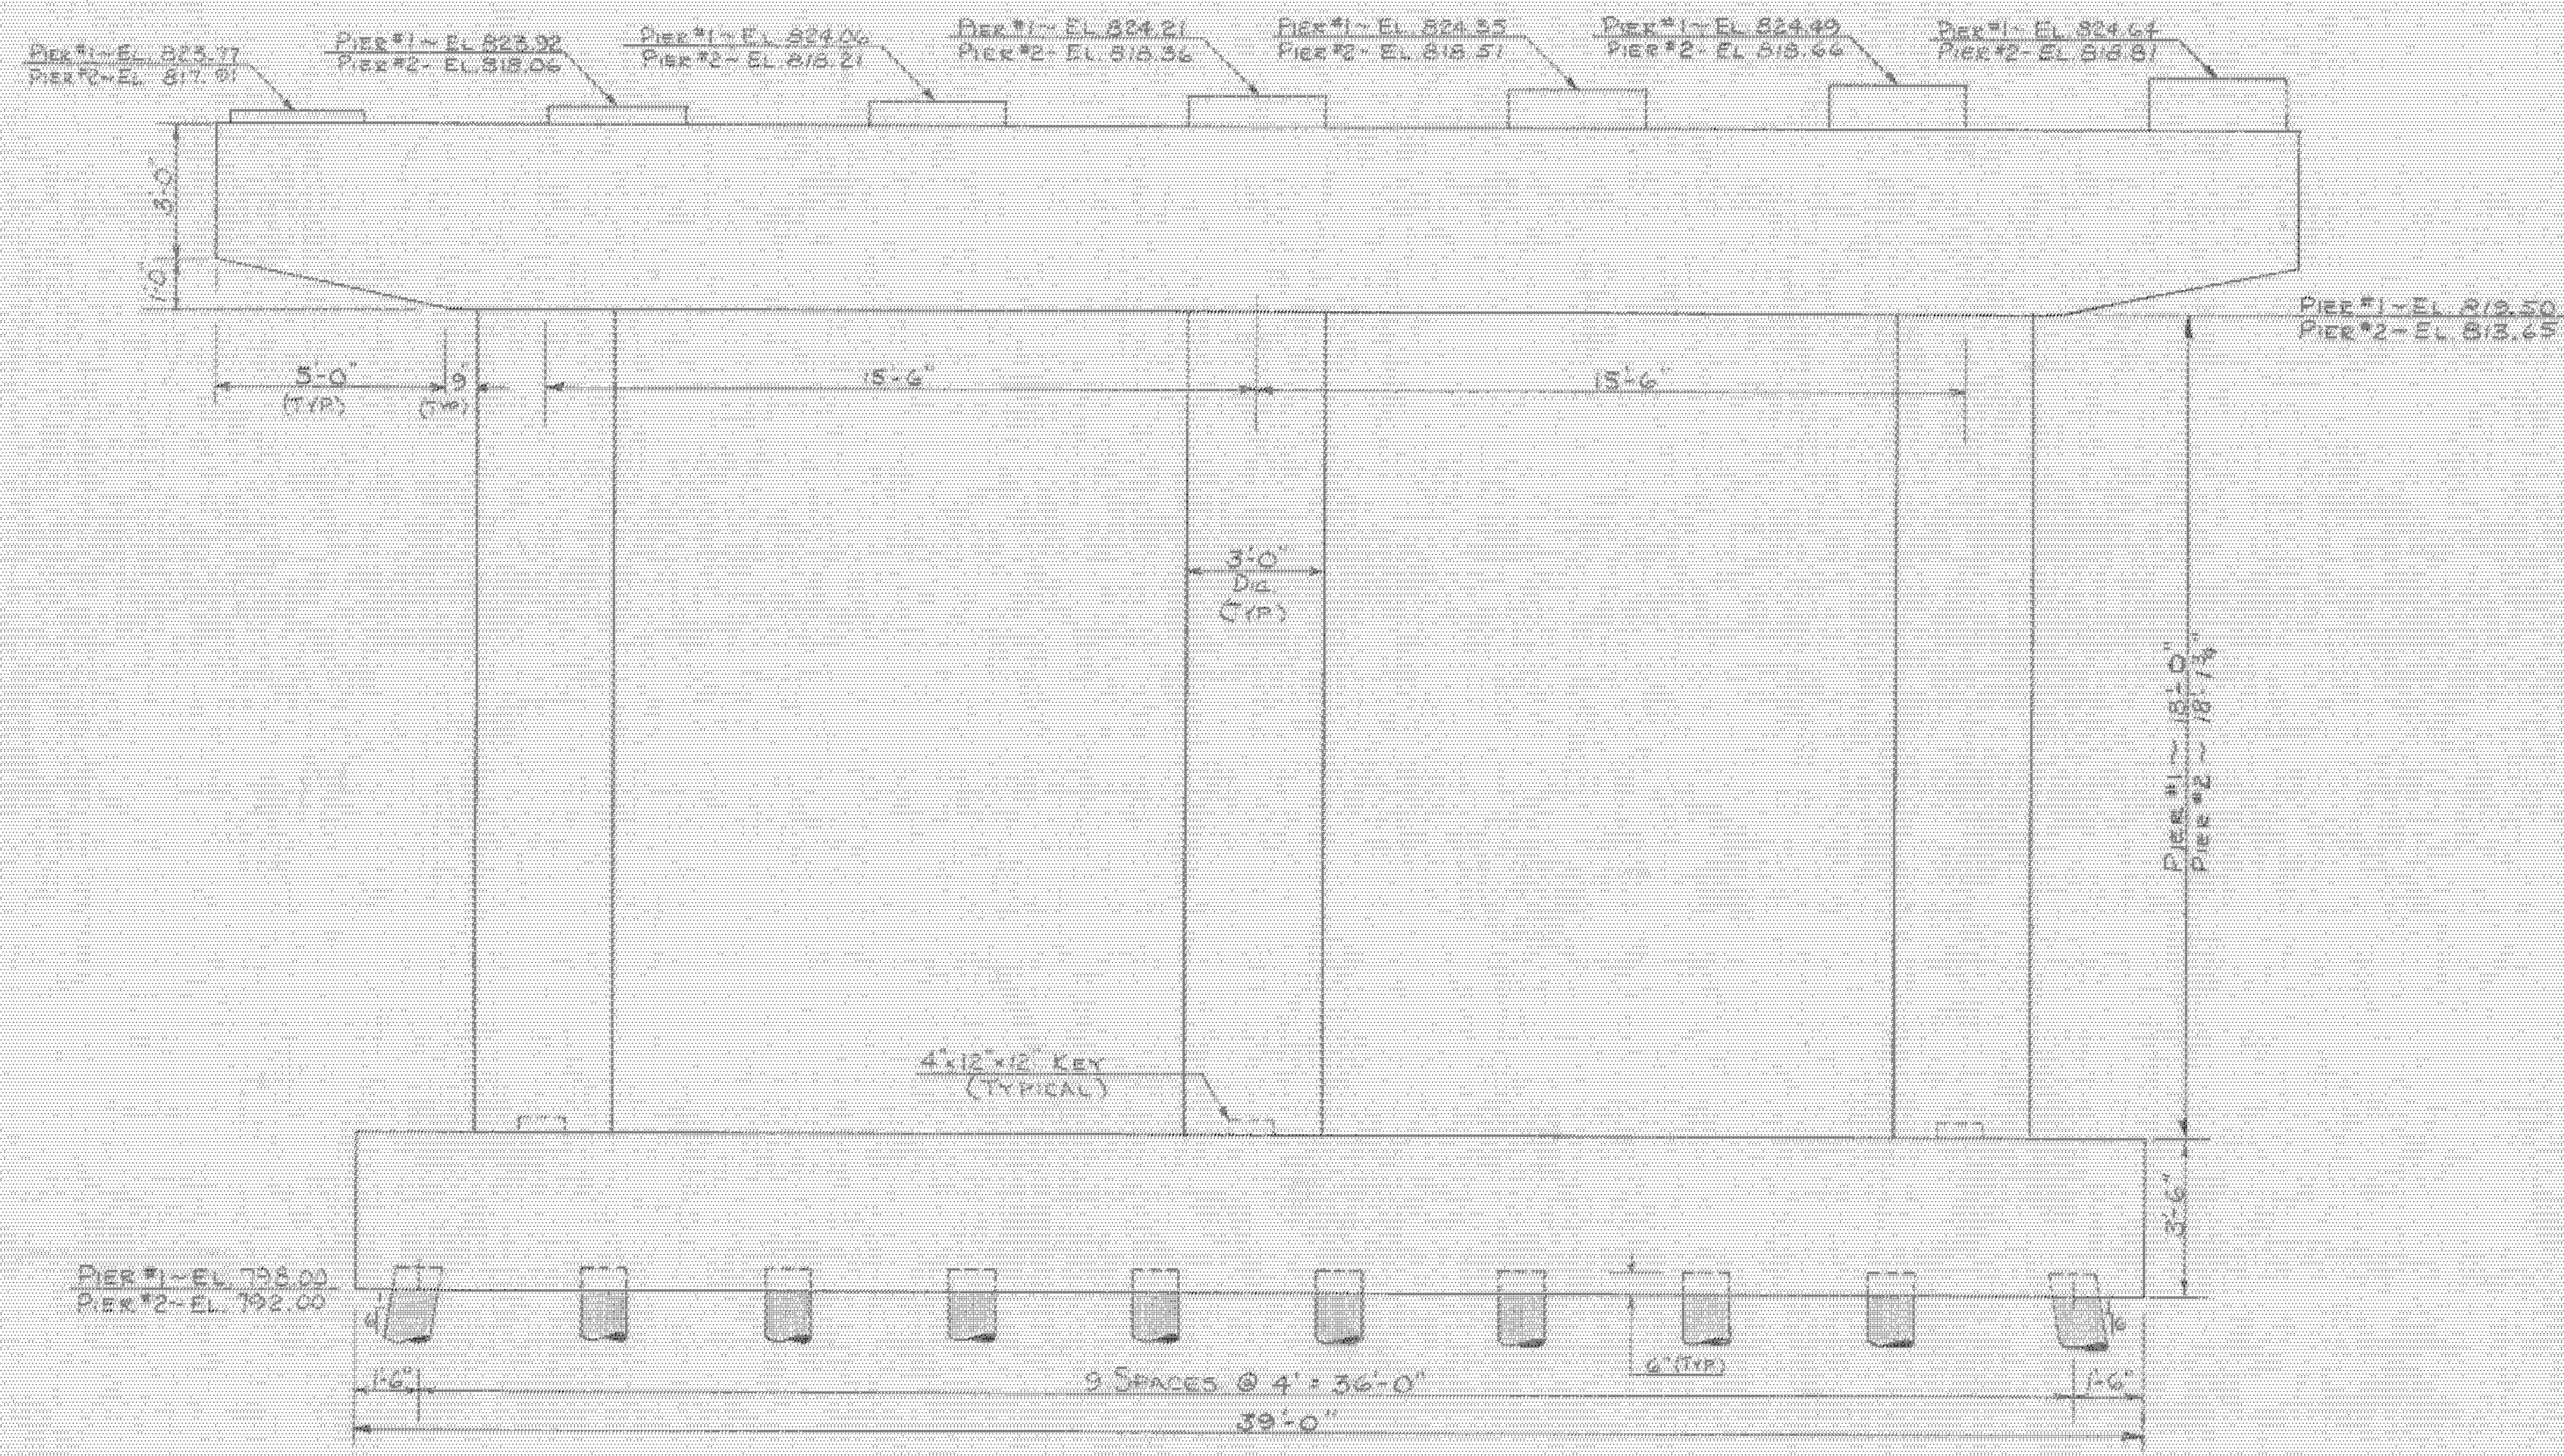 PIER #1~EL. 823.77
PIER #2~EL. 817.91
PIER #1~EL. 823.92
PIER #2- EL. 818.06
PIER #1~EL. 824.06
PIER #2~EL. 818.21
PIER #1~EL. 824.21
PIER #2- EL. 818.36
PIER #1~EL. 824.35
PIER #2- EL. 818.51
PIER #1~EL. 824.49
PIER #2- EL. 818.66
PIER #1~EL. 824.64
PIER #2- EL. 818.81
3'-0"
1'-0"
PIER #1~EL. 819.50
PIER #2~EL. 813.65
5'-0"
(TYP.)
9"
(TYP.)
15'-6"
15'-6"
3'-0"
DIA.
(TYP.)
PIER #1 ~ 18'-0"
PIER #2 ~ 18'-
4"x12"x12" KEY
(TYPICAL)
3'-6"
PIER #1~EL. 798.00
PIER #2~EL. 792.00
6
1
6
1'-6"
9 SPACES @ 4' = 36'-0"
6" (TYP.)
1'-6"
39'-0"